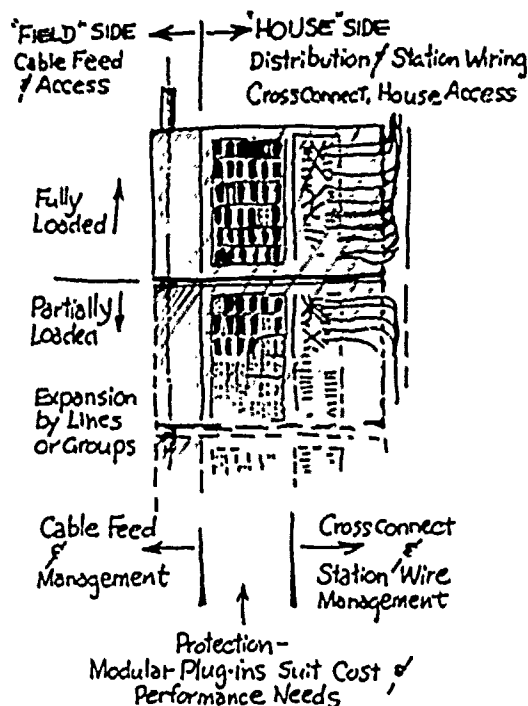 "FIELD" SIDE
Cable Feed
& Access
"HOUSE" SIDE
Distribution & Station Wiring
CrossConnect, House Access
Fully
Loaded
Partially
Loaded
Expansion
by Lines
or Groups
Cable Feed
&
Management
Cross connect
&
Station Wire
Management
Protection-
Modular Plug-ins Suit Cost &
Performance Needs